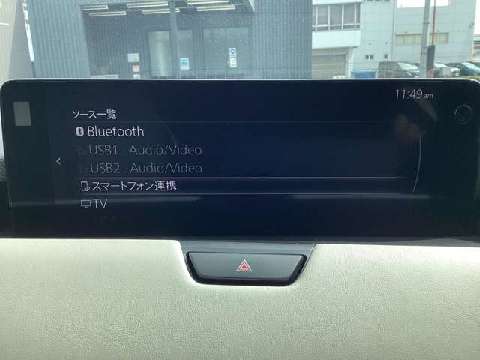 11:49 am
ソース一覧
Bluetooth
USB1 Audio/Video
USB2 Audio/Video
スマートフォン連携
TV